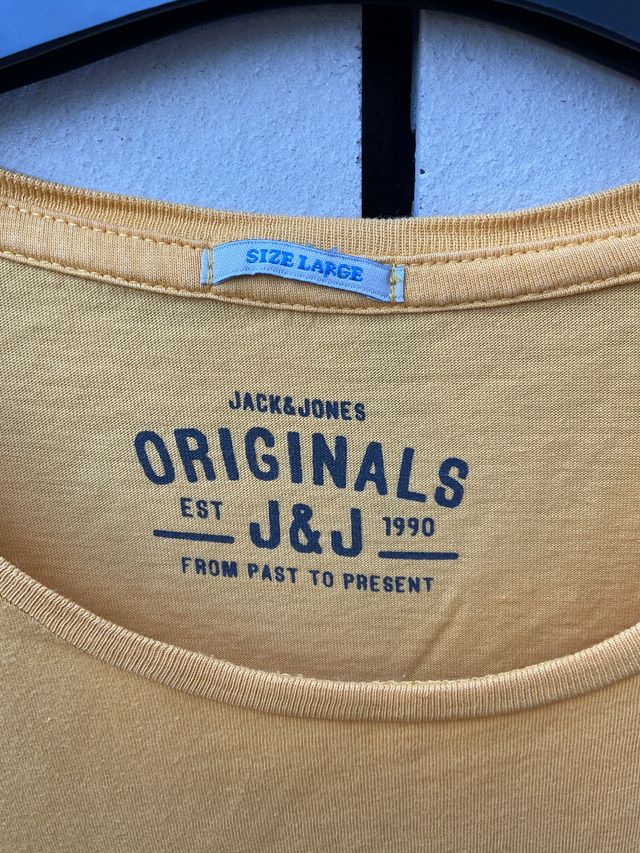 SIZE LARGE
JACK&JONES
ORIGINALS
EST J&J 1990
FROM PAST TO PRESENT